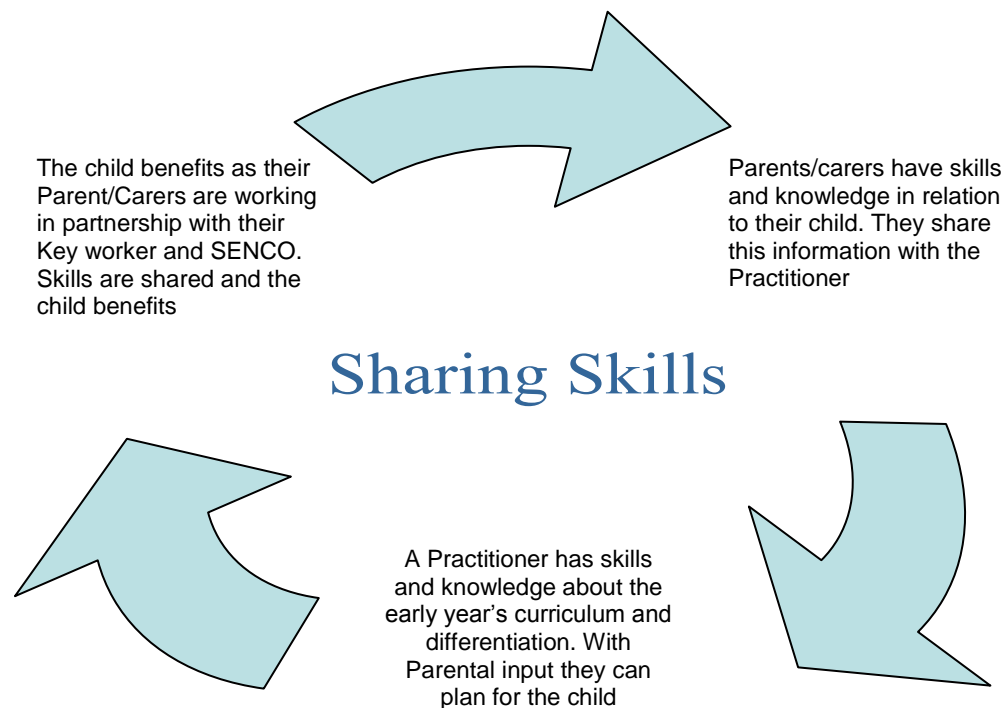 The child benefits as their
Parent/Carers are working
in partnership with their
Key worker and SENCO.
Skills are shared and the
child benefits
Parents/carers have skills
and knowledge in relation
to their child. They share
this information with the
Practitioner
Sharing Skills
A Practitioner has skills
and knowledge about the
early year’s curriculum and
differentiation. With
Parental input they can
plan for the child